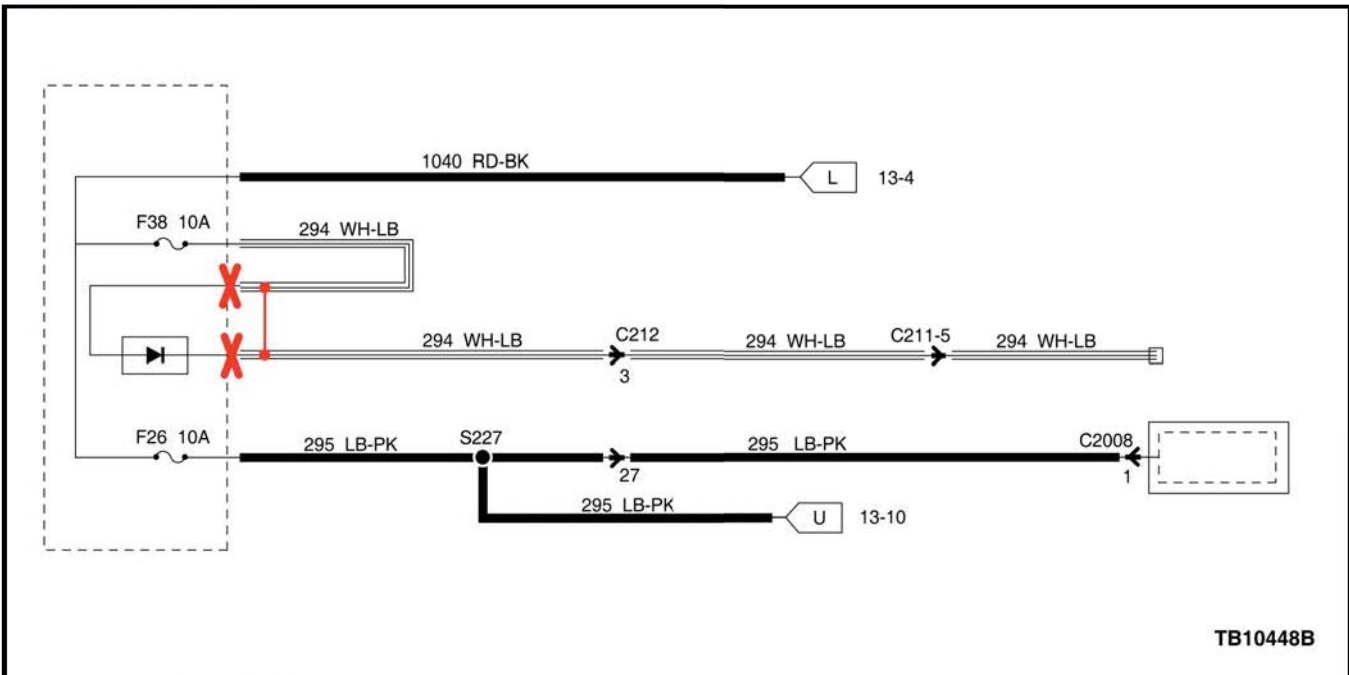 1040 RD-BK
L 13-4
F38 10A
294 WH-LB
294 WH-LB
C212
3
294 WH-LB
C211-5
294 WH-LB
F26 10A
295 LB-PK
S227
27
295 LB-PK
C2008
1
295 LB-PK
U 13-10
TB10448B